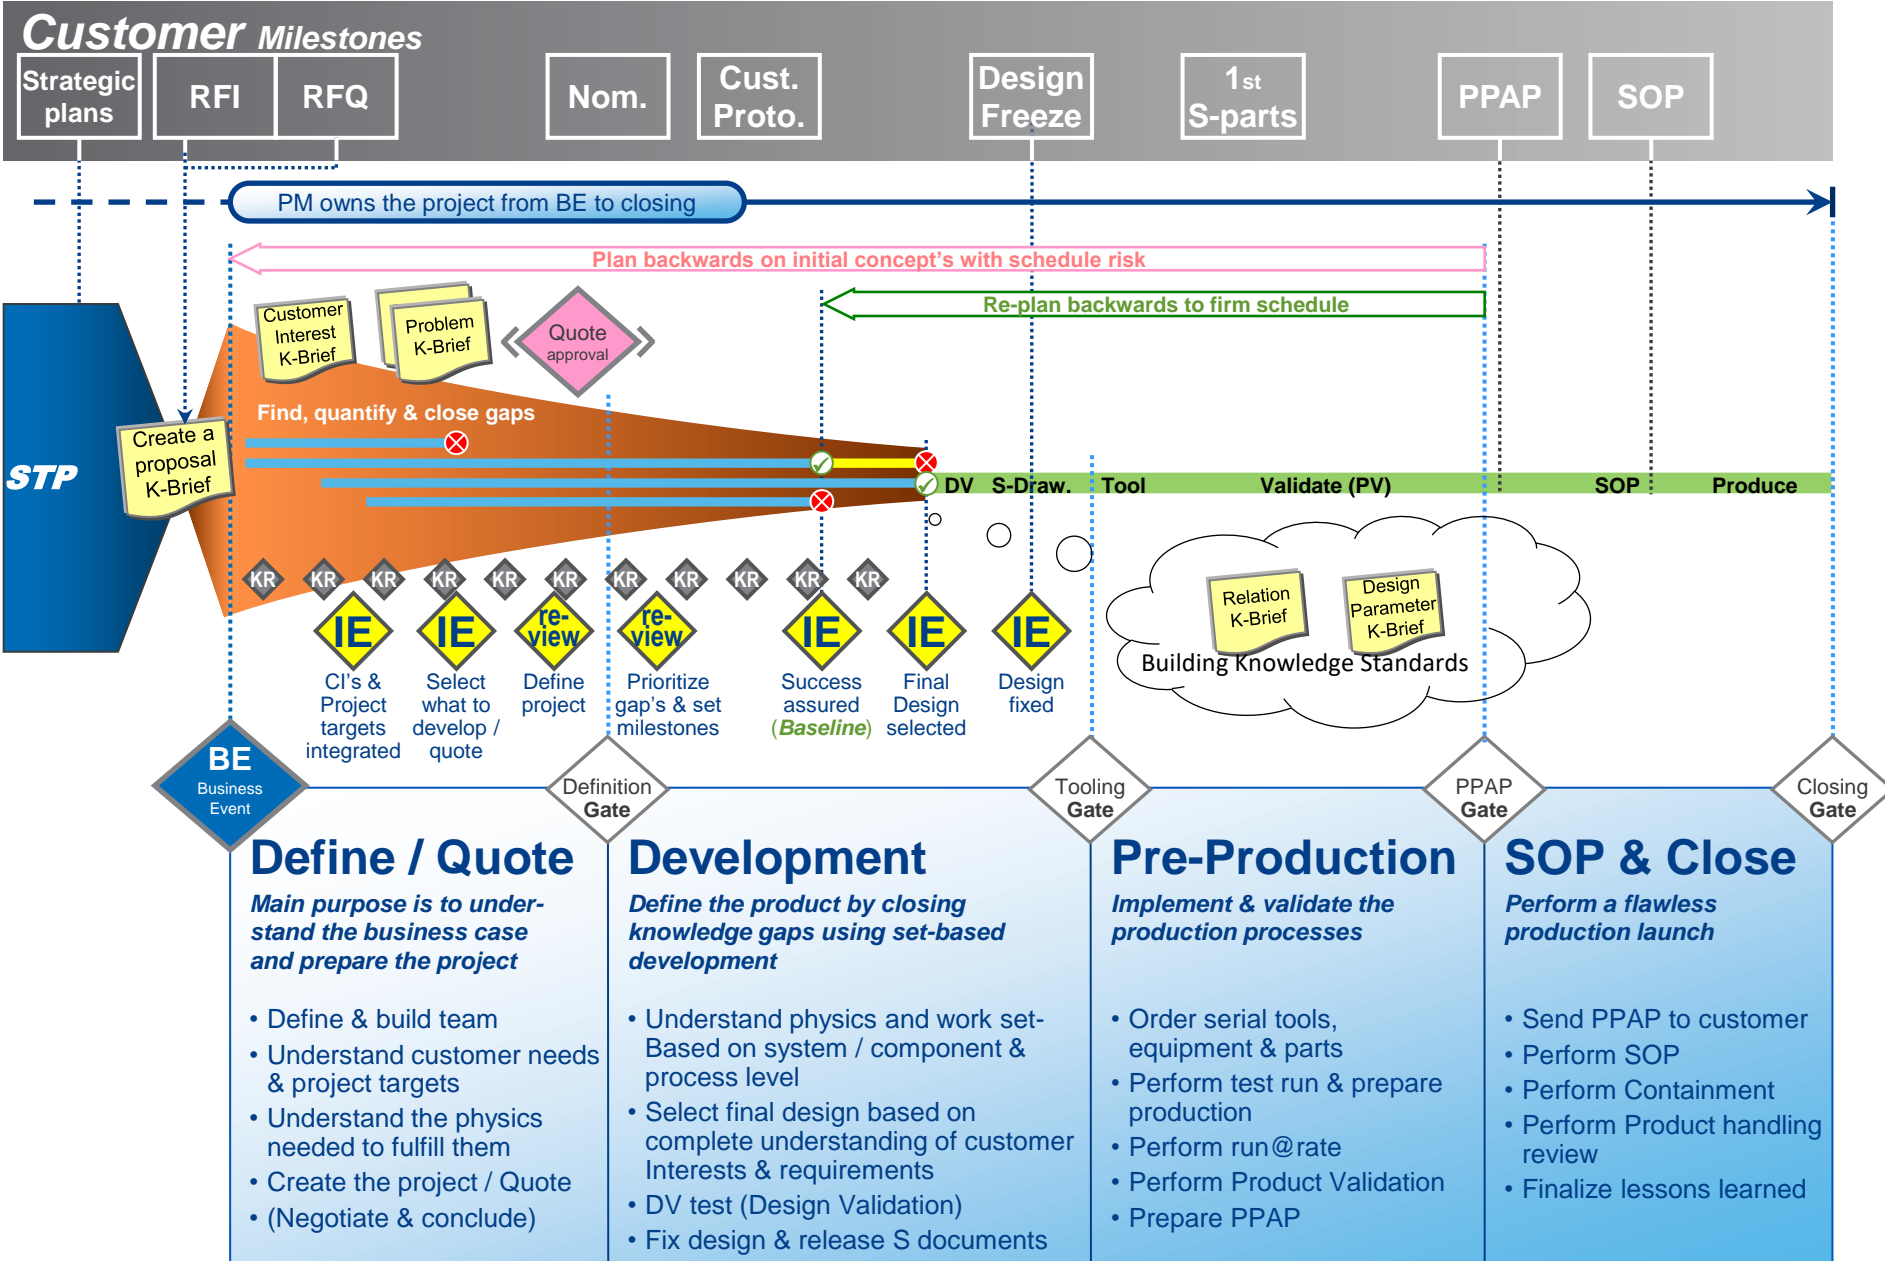 Customer Milestones
Strategic
plans
RFI
RFQ
Nom.
Cust.
Proto.
Design
Freeze
1st
S-parts
PPAP
SOP
PM owns the project from BE to closing
Plan backwards on initial concept's with schedule risk
Re-plan backwards to firm schedule
Customer
Interest
K-Brief
Problem
K-Brief
Quote
approval
Find, quantify & close gaps
STP
Create a
proposal
K-Brief
DV
S-Draw.
Tool
Validate (PV)
SOP
Produce
KR
KR
KR
KR
KR
KR
KR
KR
KR
KR
KR
IE
IE
re-
view
re-
view
IE
IE
IE
CI's &
Project
targets
integrated
Select
what to
develop /
quote
Define
project
Prioritize
gap's & set
milestones
Success
assured
(Baseline)
Final
Design
selected
Design
fixed
Relation
K-Brief
Design
Parameter
K-Brief
Building Knowledge Standards
BE
Business
Event
Definition
Gate
Tooling
Gate
PPAP
Gate
Closing
Gate
Define / Quote
Main purpose is to under-
stand the business case
and prepare the project
• Define & build team
• Understand customer needs
& project targets
• Understand the physics
needed to fulfill them
• Create the project / Quote
• (Negotiate & conclude)
Development
Define the product by closing
knowledge gaps using set-based
development
• Understand physics and work set-
Based on system / component &
process level
• Select final design based on
complete understanding of customer
Interests & requirements
• DV test (Design Validation)
• Fix design & release S documents
Pre-Production
Implement & validate the
production processes
• Order serial tools,
equipment & parts
• Perform test run & prepare
production
• Perform run@rate
• Perform Product Validation
• Prepare PPAP
SOP & Close
Perform a flawless
production launch
• Send PPAP to customer
• Perform SOP
• Perform Containment
• Perform Product handling
review
• Finalize lessons learned